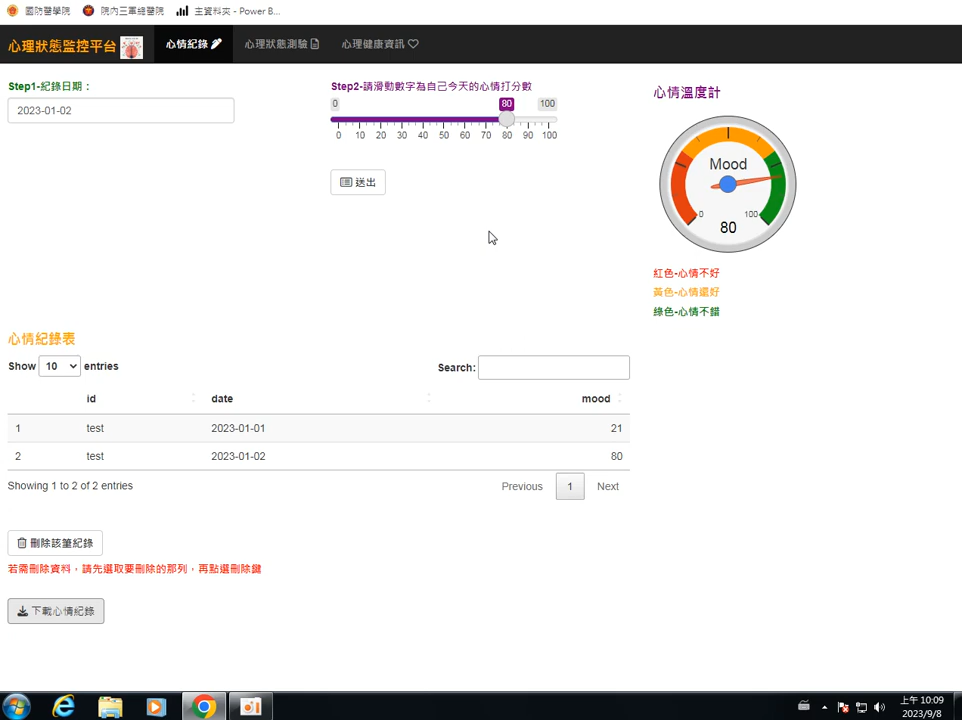 國防醫學院 院內三軍總醫院 主資料夾 - Power B...
心理狀態監控平台 心情紀錄 心理狀態測驗 心理健康資訊
Step1-紀錄日期：
2023-01-02
Step2-請滑動數字為自己今天的心情打分數
0 80 100
0 10 20 30 40 50 60 70 80 90 100
送出
心情溫度計
Mood
0 100
80
紅色-心情不好
黃色-心情還好
綠色-心情不錯
心情紀錄表
Show 10 entries
Search:
id date mood
1 test 2023-01-01 21
2 test 2023-01-02 80
Showing 1 to 2 of 2 entries
Previous 1 Next
刪除該筆紀錄
若需刪除資料，請先選取要刪除的那列，再點選刪除鍵
下載心情紀錄
上午 10:09
2023/9/8